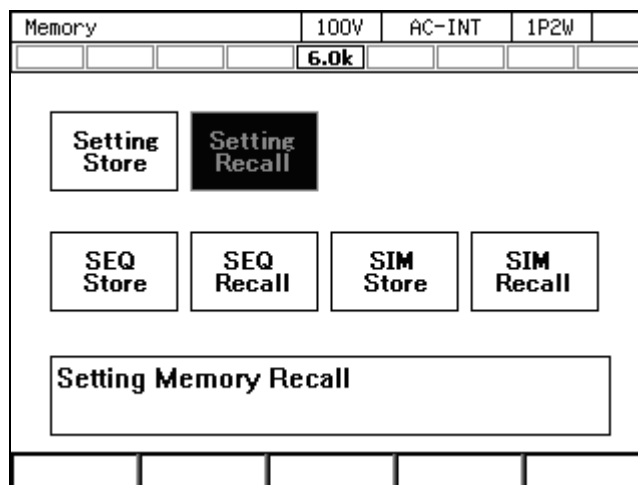 Memory 100V AC-INT 1P2W
6.0k
Setting Store
Setting Recall
SEQ Store
SEQ Recall
SIM Store
SIM Recall
Setting Memory Recall